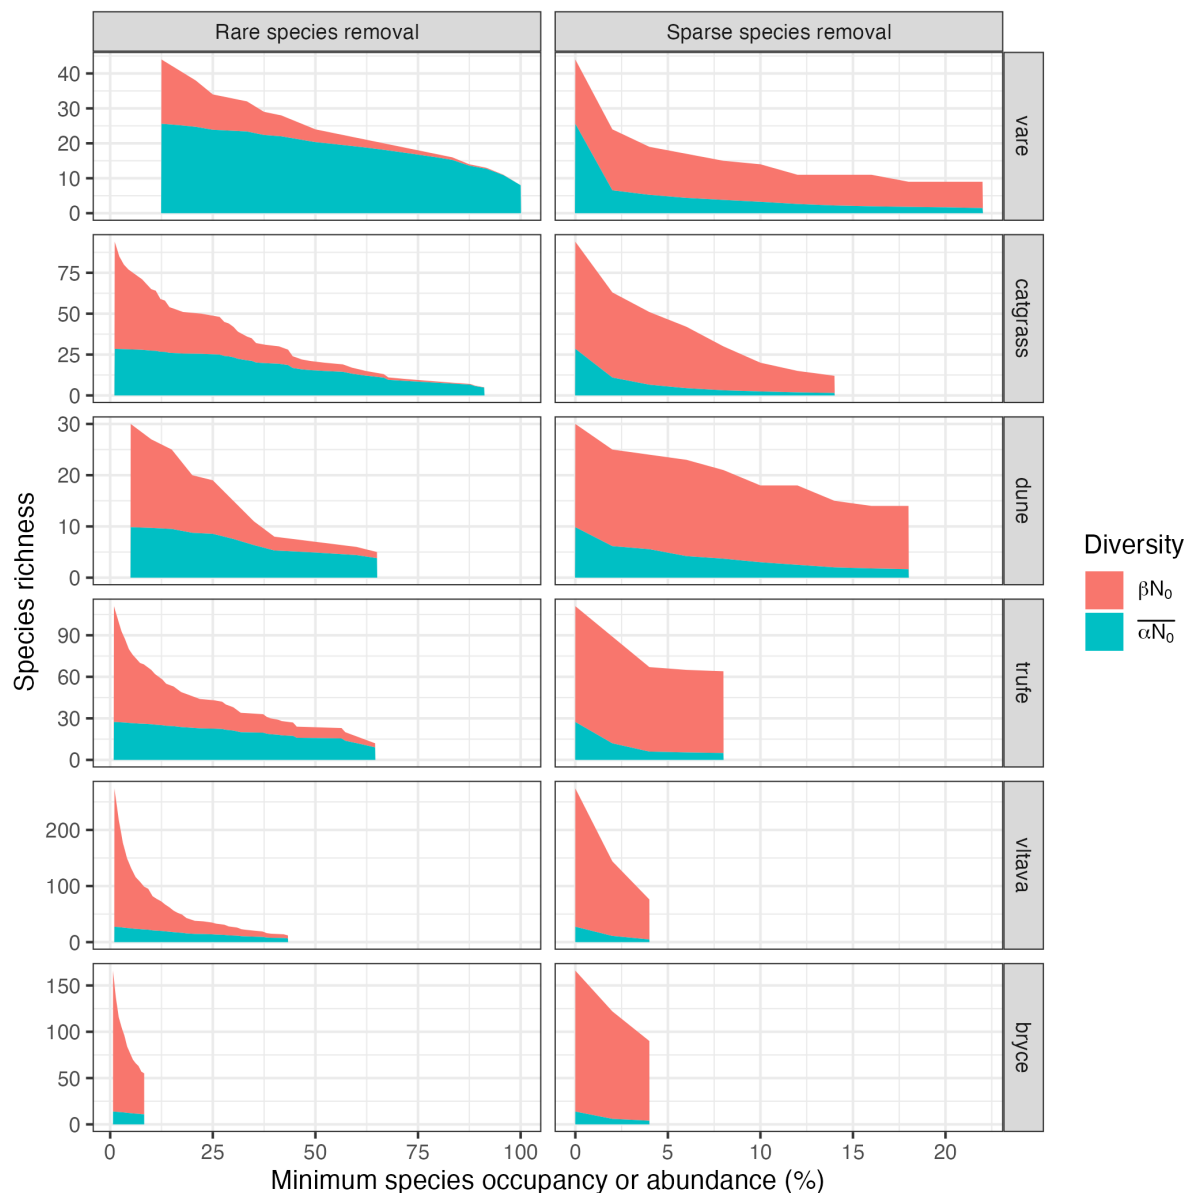 Rare species removal
Sparse species removal
40
30
20
10
0
vare
75
50
25
0
catgrass
30
20
10
0
dune
90
60
30
0
trufe
200
100
0
vltava
150
100
50
0
bryce
0 25 50 75 100
0 5 10 15 20
Minimum species occupancy or abundance (%)
Species richness
Diversity
βN₀
α̅N̅₀̅